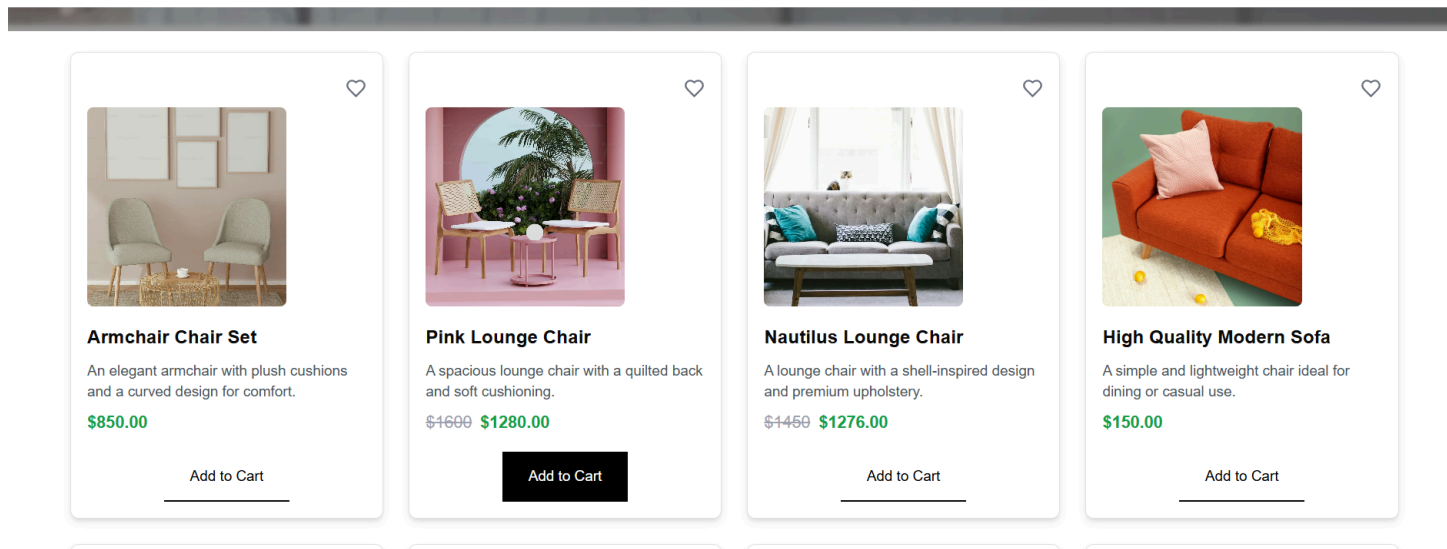 Armchair Chair Set
An elegant armchair with plush cushions
and a curved design for comfort.
$850.00
Add to Cart
Pink Lounge Chair
A spacious lounge chair with a quilted back
and soft cushioning.
$1600 $1280.00
Add to Cart
Nautilus Lounge Chair
A lounge chair with a shell-inspired design
and premium upholstery.
$1450 $1276.00
Add to Cart
High Quality Modern Sofa
A simple and lightweight chair ideal for
dining or casual use.
$150.00
Add to Cart